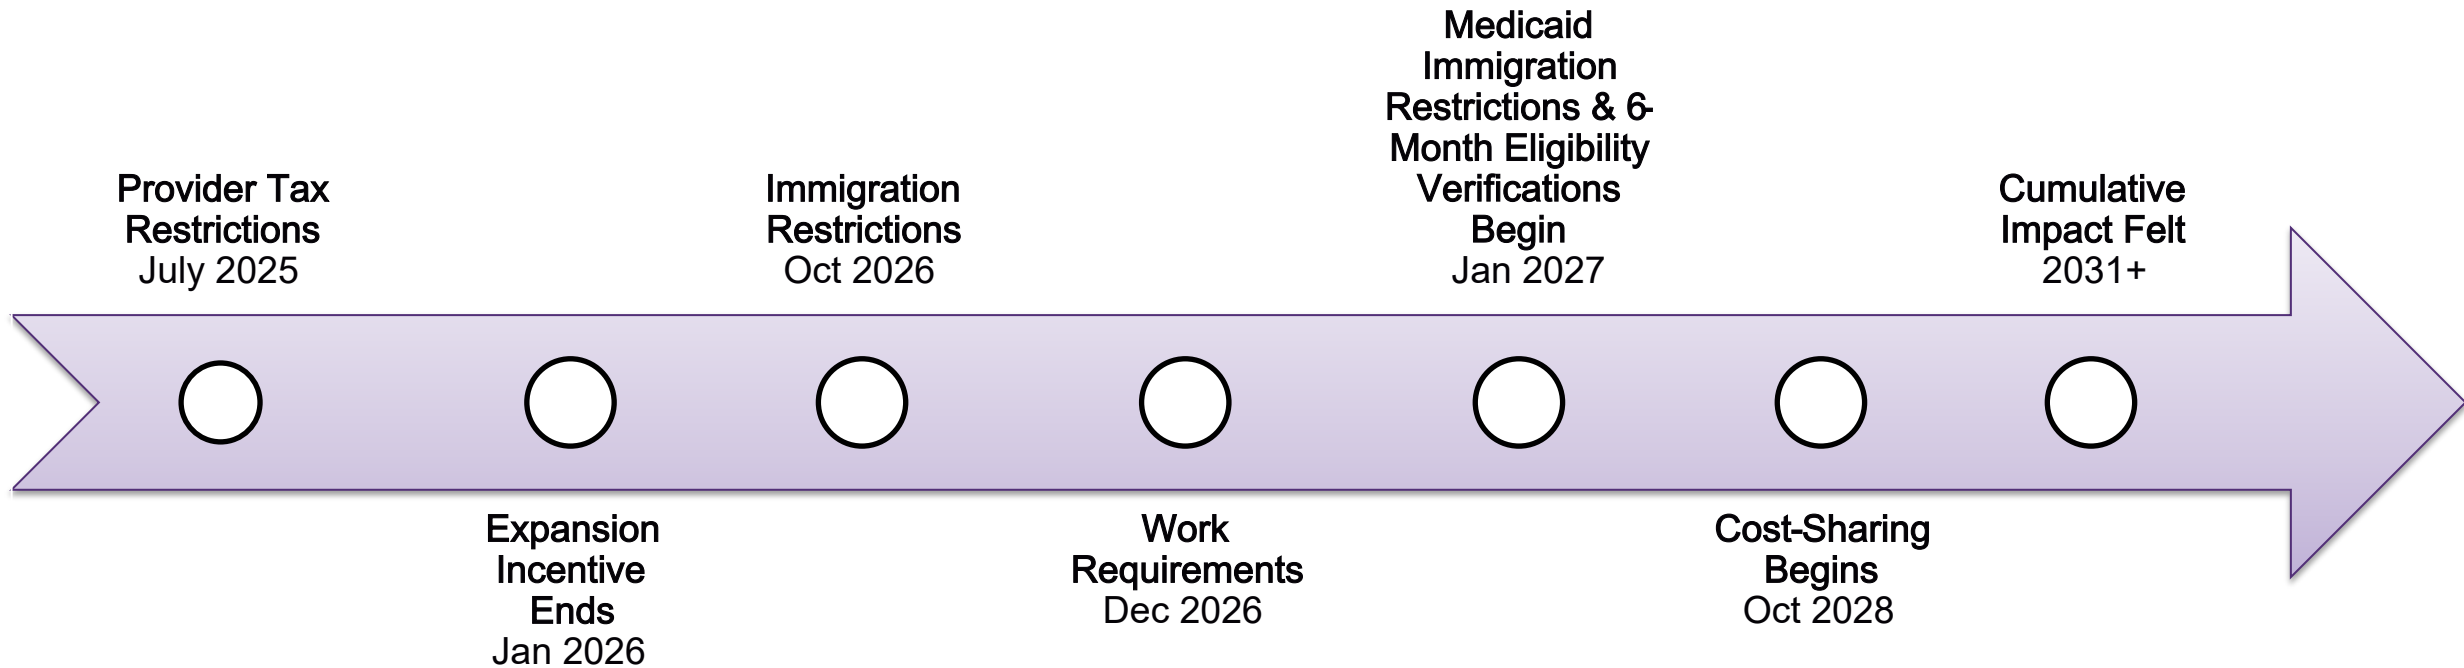 Provider Tax
Restrictions
July 2025
Expansion
Incentive
Ends
Jan 2026
Immigration
Restrictions
Oct 2026
Work
Requirements
Dec 2026
Medicaid
Immigration
Restrictions & 6-
Month Eligibility
Verifications
Begin
Jan 2027
Cost-Sharing
Begins
Oct 2028
Cumulative
Impact Felt
2031+